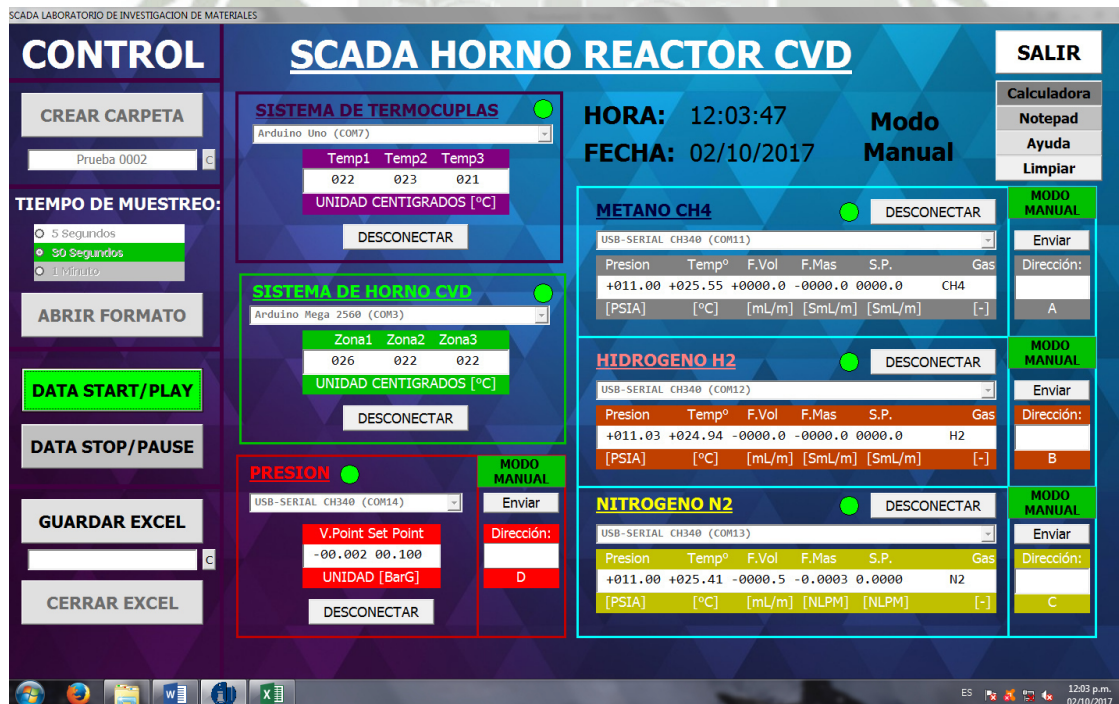 SCADA LABORATORIO DE INVESTIGACION DE MATERIALES
CONTROL
SCADA HORNO REACTOR CVD
SALIR
CREAR CARPETA
Prueba 0002 C
TIEMPO DE MUESTREO:
5 Segundos
30 Segundos
1 Minuto
ABRIR FORMATO
DATA START/PLAY
DATA STOP/PAUSE
GUARDAR EXCEL
C
CERRAR EXCEL
SISTEMA DE TERMOCUPLAS
Arduino Uno (COM7)
Temp1 Temp2 Temp3
022 023 021
UNIDAD CENTIGRADOS [ºC]
DESCONECTAR
SISTEMA DE HORNO CVD
Arduino Mega 2560 (COM3)
Zona1 Zona2 Zona3
026 022 022
UNIDAD CENTIGRADOS [ºC]
DESCONECTAR
PRESION
USB-SERIAL CH340 (COM14)
V.Point Set Point
-00.002 00.100
UNIDAD [BarG]
DESCONECTAR
MODO
MANUAL
Enviar
Dirección:
D
HORA: 12:03:47
FECHA: 02/10/2017
Modo
Manual
Calculadora
Notepad
Ayuda
Limpiar
METANO CH4
DESCONECTAR
USB-SERIAL CH340 (COM11)
Presion Tempº F.Vol F.Mas S.P. Gas
+011.00 +025.55 +0000.0 -0000.0 0000.0 CH4
[PSIA] [ºC] [mL/m] [SmL/m] [SmL/m] [-]
MODO
MANUAL
Enviar
Dirección:
A
HIDROGENO H2
DESCONECTAR
USB-SERIAL CH340 (COM12)
Presion Tempº F.Vol F.Mas S.P. Gas
+011.03 +024.94 -0000.0 -0000.0 0000.0 H2
[PSIA] [ºC] [mL/m] [SmL/m] [SmL/m] [-]
MODO
MANUAL
Enviar
Dirección:
B
NITROGENO N2
DESCONECTAR
USB-SERIAL CH340 (COM13)
Presion Tempº F.Vol F.Mas S.P. Gas
+011.00 +025.41 -0000.5 -0.0003 0.0000 N2
[PSIA] [ºC] [mL/m] [NLPM] [NLPM] [-]
MODO
MANUAL
Enviar
Dirección:
C
ES
12:03 p.m.
02/10/2017